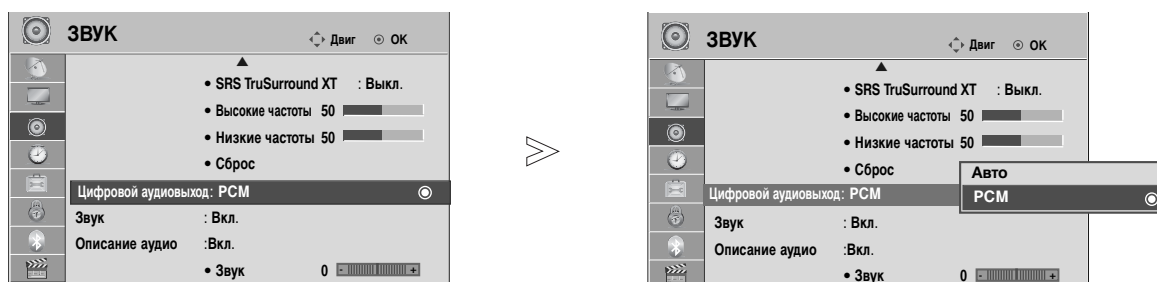 ЗВУК
Двиг ОК
• SRS TruSurround XT : Выкл.
• Высокие частоты 50
• Низкие частоты 50
• Сброс
Цифровой аудиовыход: PCM
Звук : Вкл.
Описание аудио :Вкл.
• Звук 0 - +
ЗВУК
Двиг ОК
• SRS TruSurround XT : Выкл.
• Высокие частоты 50
• Низкие частоты 50
• Сброс
Цифровой аудиовыход: PCM
Авто
PCM
Звук : Вкл.
Описание аудио :Вкл.
• Звук 0 - +